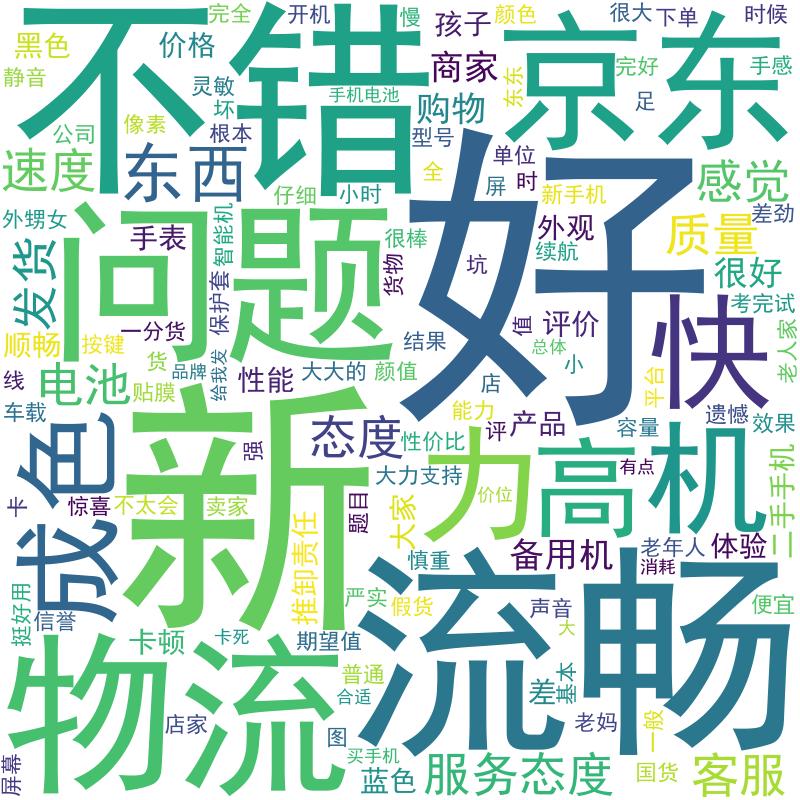 完全
开机
慢
孩子
颜色
很大
下单
时候
黑色
价格
不错
京东
静音
灵敏
坏
手机电池
商家
东东
完好
手感
足
公司
像素
根本
购物
型号
速度
东西
仔细
小时
全
单位
屏
时
新手机
感觉
外甥女
智能机
手表
问题
很棒
货物
好
坑
外观
续航
质量
差劲
很好
发货
保护套
一分货
顺畅
按键
结果
值
评价
快
考完试
老人家
总体
小
线
货
品牌
给我发
性能
大大的
颜值
电池
贴膜
店
平台
车载
成色
新
强
态度
性价比
能力
评
产品
容量
遗憾
效果
卡
惊喜
不太会
卖家
题目
大力支持
大家
力
价位
高
有点
机
二手手机
推卸责任
慎重
备用机
老年人
消耗
体验
挺好用
信誉
卡顿
卡死
期望值
严实
假货
声音
大
流畅
便宜
物流
店家
图
普通
合适
买手机
差
基本
老妈
一般
屏幕
蓝色
服务态度
国货
客服